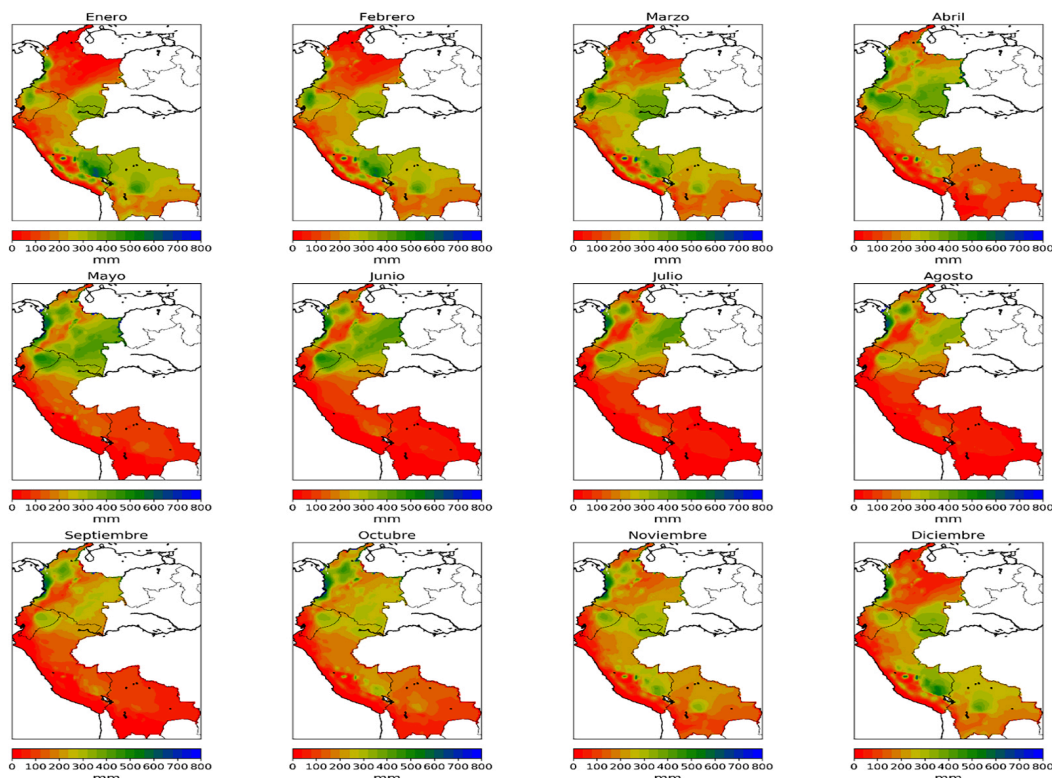 Enero Febrero Marzo Abril
0 100 200 300 400 500 600 700 800 0 100 200 300 400 500 600 700 800 0 100 200 300 400 500 600 700 800 0 100 200 300 400 500 600 700 800
mm mm mm mm
Mayo Junio Julio Agosto
0 100 200 300 400 500 600 700 800 0 100 200 300 400 500 600 700 800 0 100 200 300 400 500 600 700 800 0 100 200 300 400 500 600 700 800
mm mm mm mm
Septiembre Octubre Noviembre Diciembre
0 100 200 300 400 500 600 700 800 0 100 200 300 400 500 600 700 800 0 100 200 300 400 500 600 700 800 0 100 200 300 400 500 600 700 800
mm mm mm mm